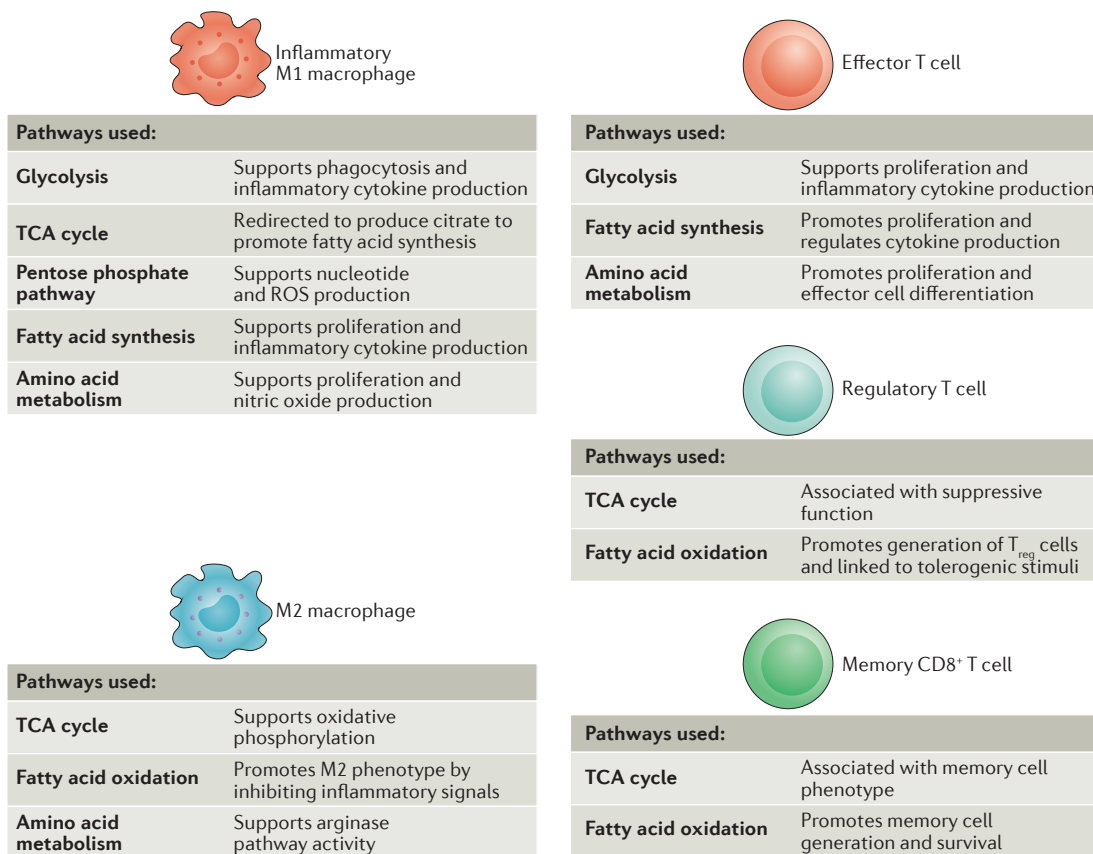 Inflammatory
M1 macrophage
Pathways used:
Glycolysis
Supports phagocytosis and
inflammatory cytokine production
TCA cycle
Redirected to produce citrate to
promote fatty acid synthesis
Pentose phosphate
pathway
Supports nucleotide
and ROS production
Fatty acid synthesis
Supports proliferation and
inflammatory cytokine production
Amino acid
metabolism
Supports proliferation and
nitric oxide production
M2 macrophage
Pathways used:
TCA cycle
Supports oxidative
phosphorylation
Fatty acid oxidation
Promotes M2 phenotype by
inhibiting inflammatory signals
Amino acid
metabolism
Supports arginase
pathway activity
Effector T cell
Pathways used:
Glycolysis
Supports proliferation and
inflammatory cytokine production
Fatty acid synthesis
Promotes proliferation and
regulates cytokine production
Amino acid
metabolism
Promotes proliferation and
effector cell differentiation
Regulatory T cell
Pathways used:
TCA cycle
Associated with suppressive
function
Fatty acid oxidation
Promotes generation of Treg cells
and linked to tolerogenic stimuli
Memory CD8⁺ T cell
Pathways used:
TCA cycle
Associated with memory cell
phenotype
Fatty acid oxidation
Promotes memory cell
generation and survival